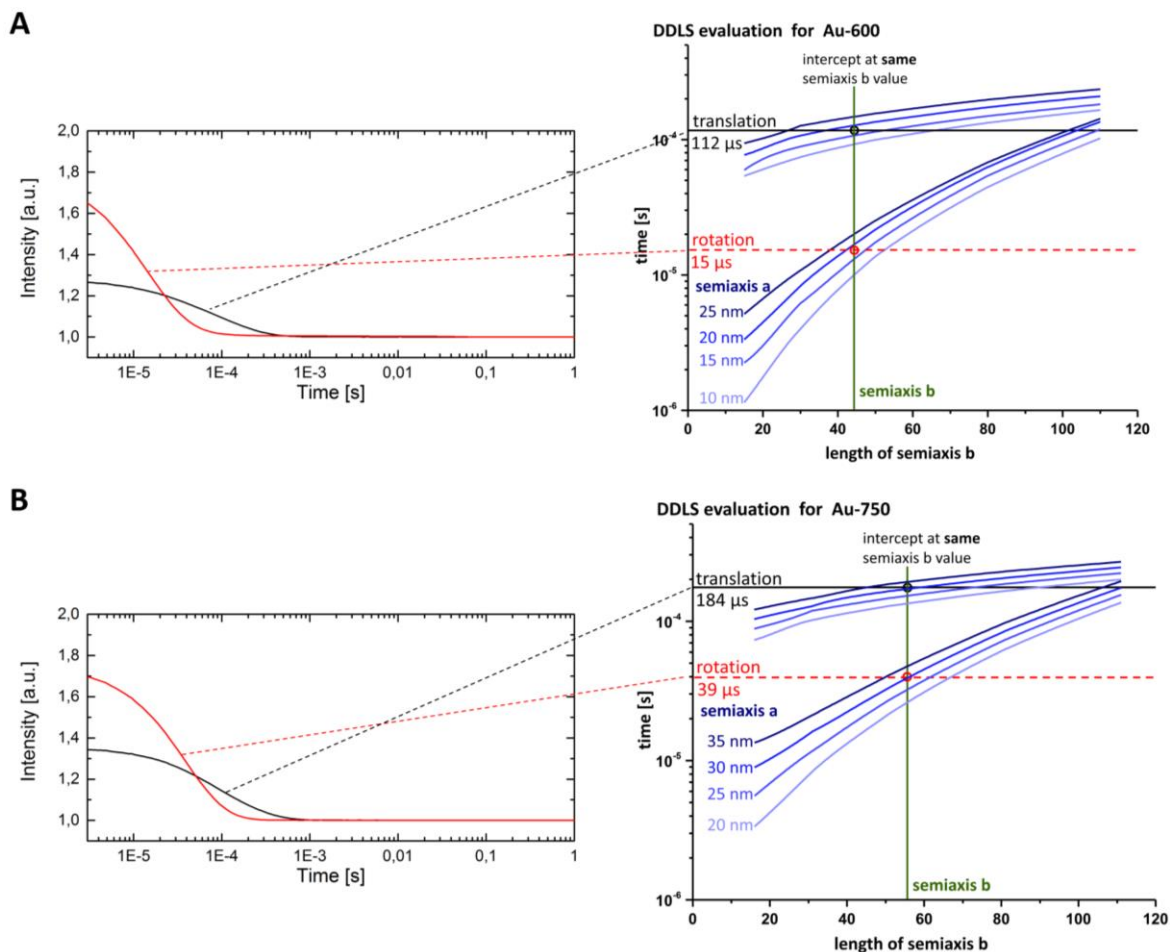 A
DDLS evaluation for Au-600
intercept at same
semiaxis b value
translation
112 µs
rotation
15 µs
semiaxis a
25 nm
20 nm
15 nm
10 nm
semiaxis b
time [s]
10⁻⁴
10⁻⁵
10⁻⁶
0 20 40 60 80 100 120
length of semiaxis b
Intensity [a.u.]
2,0
1,8
1,6
1,4
1,2
1,0
1E-5 1E-4 1E-3 0,01 0,1 1
Time [s]
B
DDLS evaluation for Au-750
intercept at same
semiaxis b value
translation
184 µs
rotation
39 µs
semiaxis a
35 nm
30 nm
25 nm
20 nm
semiaxis b
time [s]
10⁻⁴
10⁻⁵
10⁻⁶
0 20 40 60 80 100 120
length of semiaxis b
Intensity [a.u.]
2,0
1,8
1,6
1,4
1,2
1,0
1E-5 1E-4 1E-3 0,01 0,1 1
Time [s]